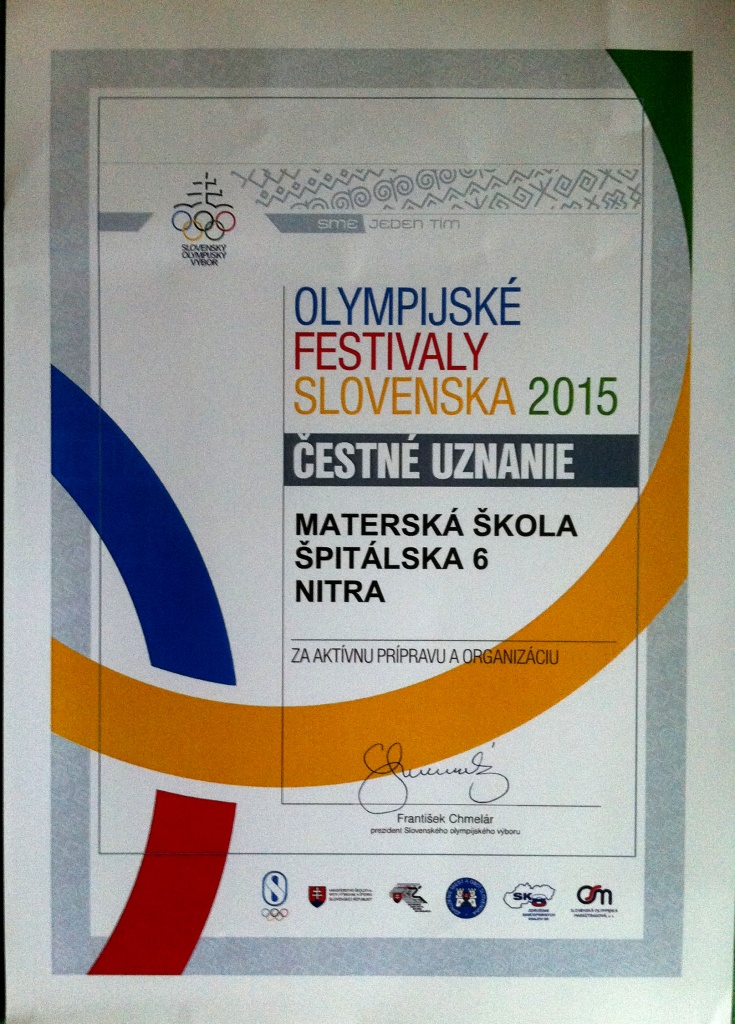 SLOVENSKÝ
OLYMPIJSKÝ
VÝBOR
SME JEDEN TÍM
OLYMPIJSKÉ
FESTIVALY
SLOVENSKA 2015
ČESTNÉ UZNANIE
MATERSKÁ ŠKOLA
ŠPITÁLSKA 6
NITRA
ZA AKTÍVNU PRÍPRAVU A ORGANIZÁCIU
František Chmelár
prezident Slovenského olympijského výboru
SK8